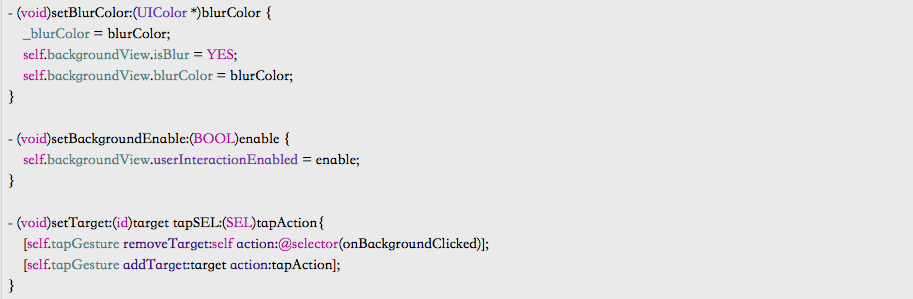 - (void)setBlurColor:(UIColor *)blurColor {
_blurColor = blurColor;
self.backgroundView.isBlur = YES;
self.backgroundView.blurColor = blurColor;
}
- (void)setBackgroundEnable:(BOOL)enable {
self.backgroundView.userInteractionEnabled = enable;
}
- (void)setTarget:(id)target tapSEL:(SEL)tapAction{
[self.tapGesture removeTarget:self action:@selector(onBackgroundClicked)];
[self.tapGesture addTarget:target action:tapAction];
}